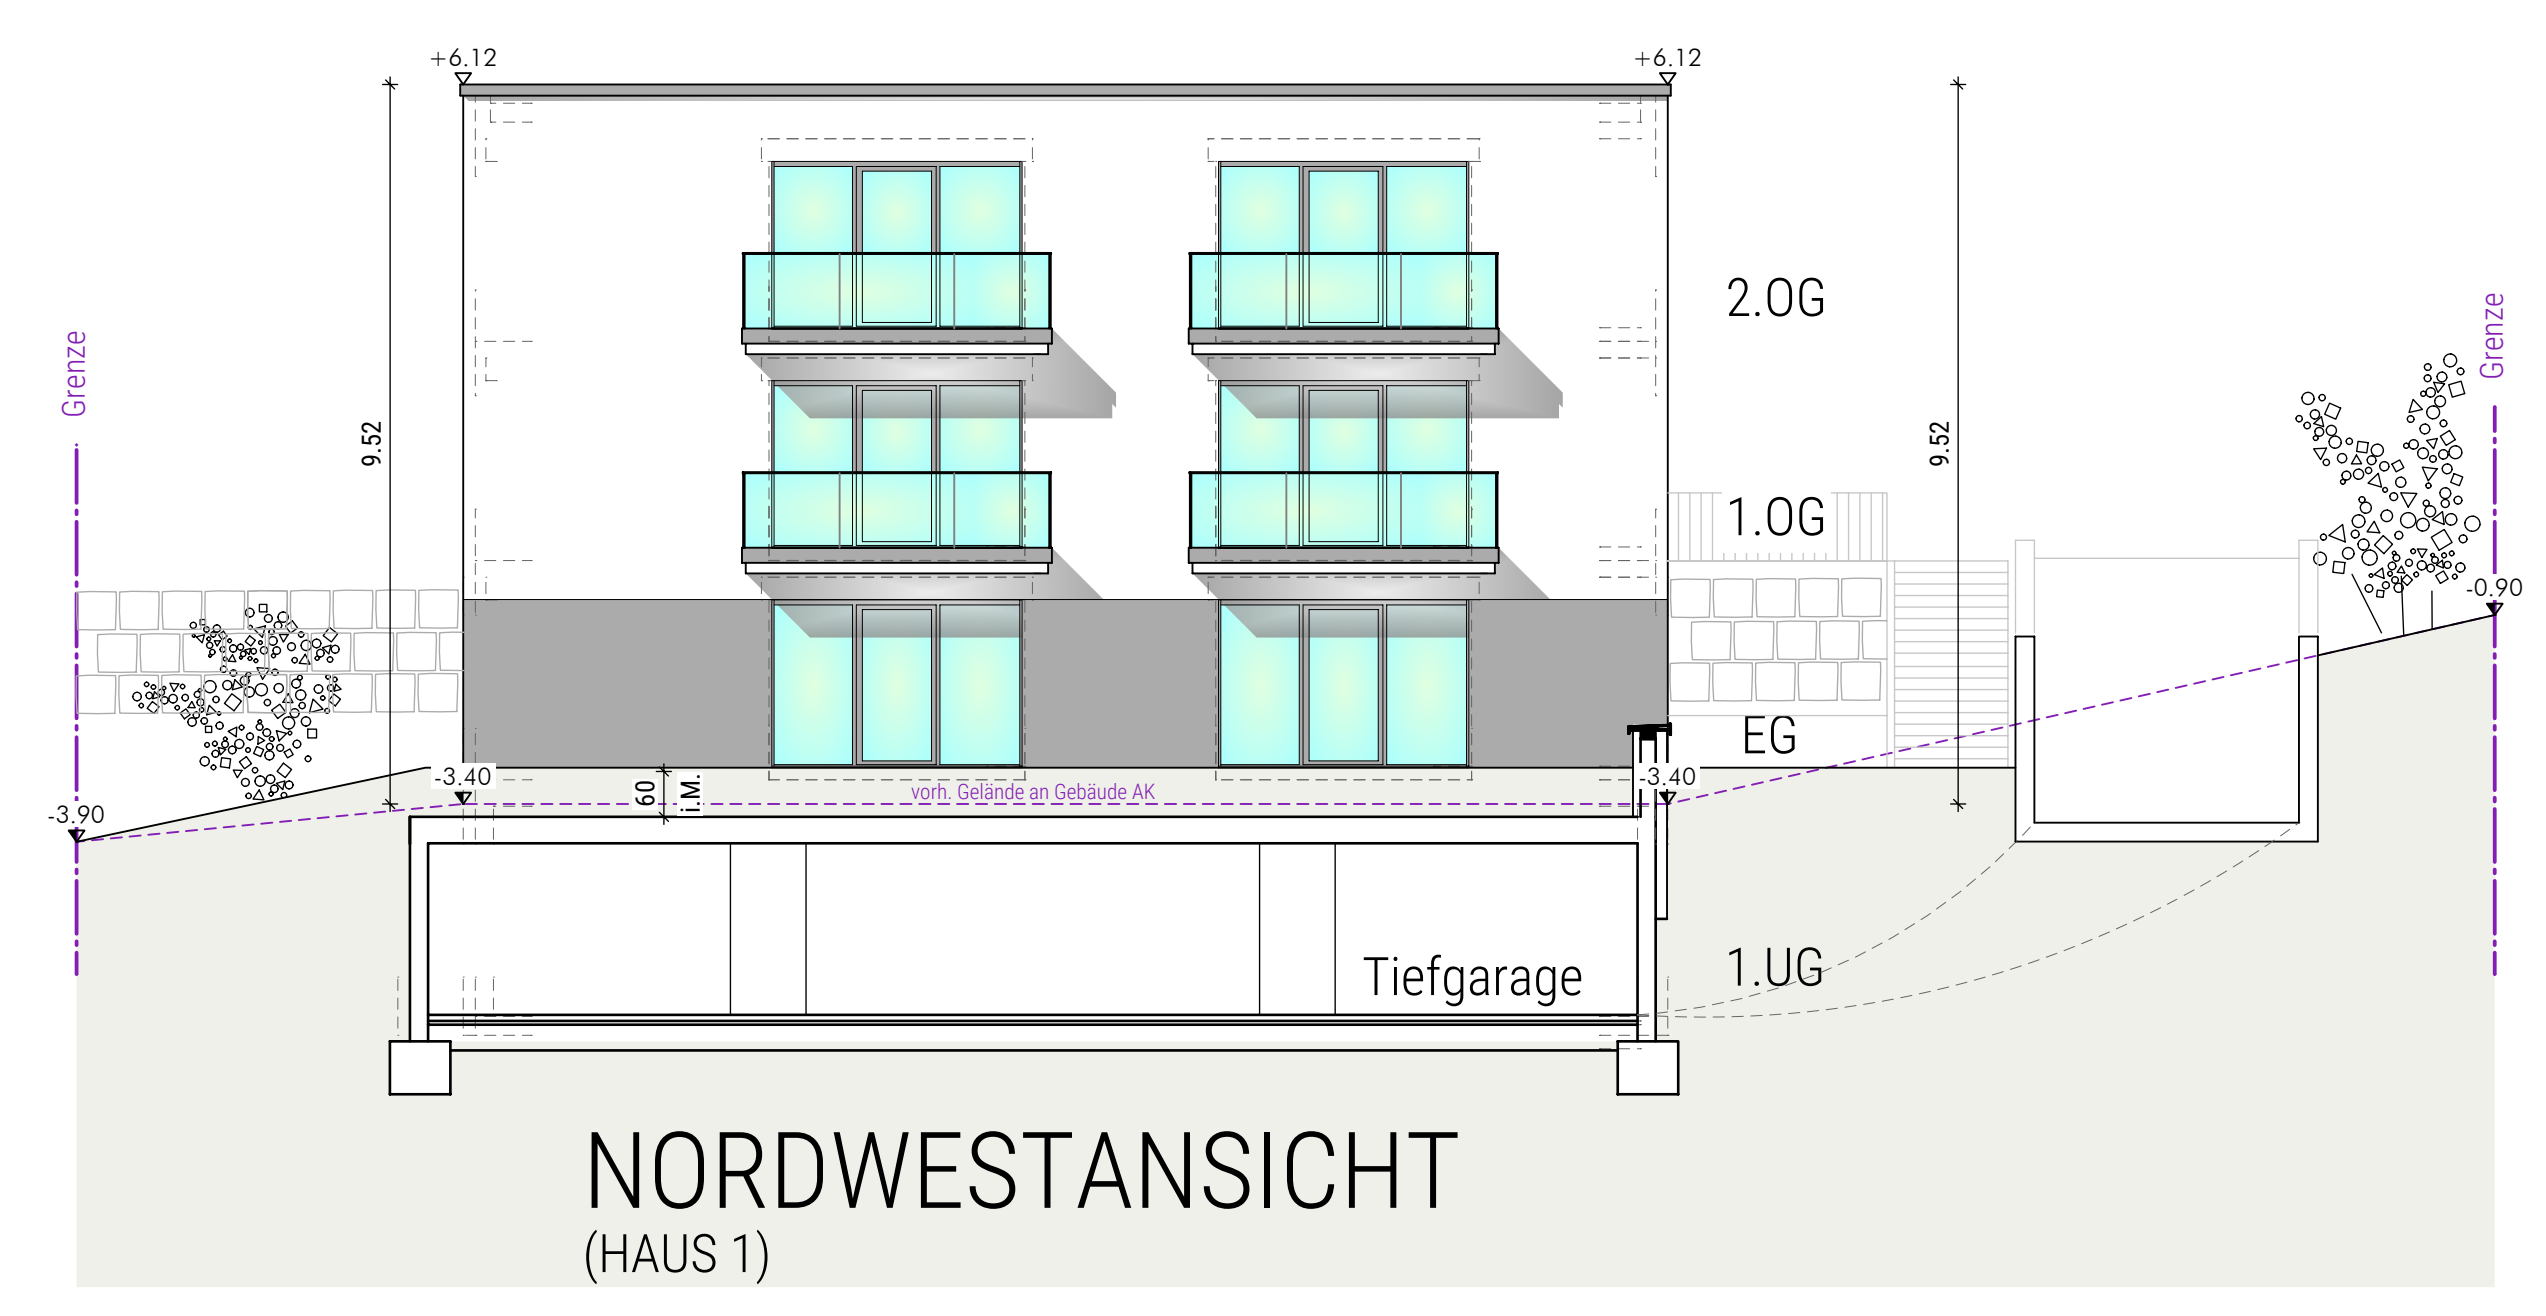 +6.12
+6.12
2.OG
Grenze
Grenze
9.52
9.52
1.OG
-0.90
EG
-3.40
-3.40
60
i.M.
vorh. Gelände an Gebäude AK
-3.90
1.UG
Tiefgarage
NORDWESTANSICHT
(HAUS 1)